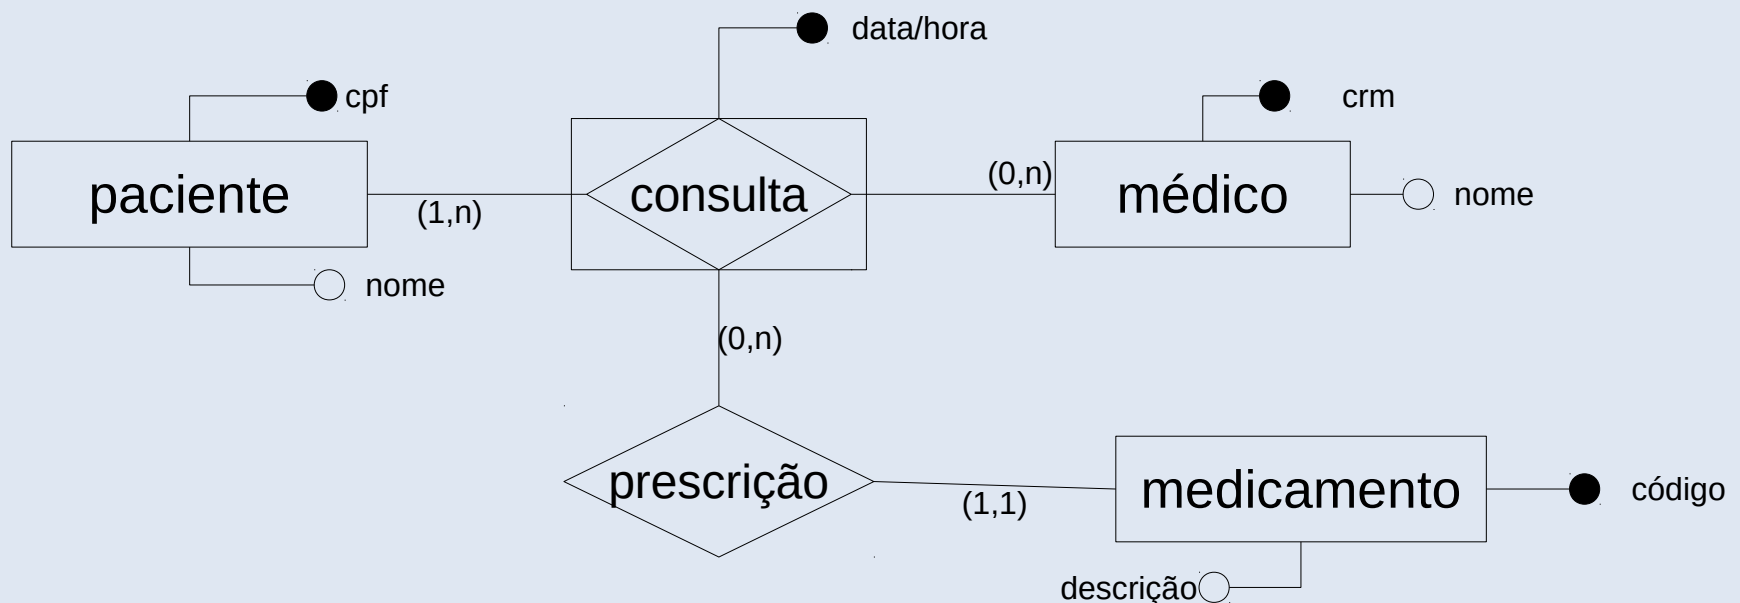 data/hora
cpf
crm
paciente
(1,n)
consulta
(0,n)
médico
nome
nome
(0,n)
prescrição
(1,1)
medicamento
código
descrição